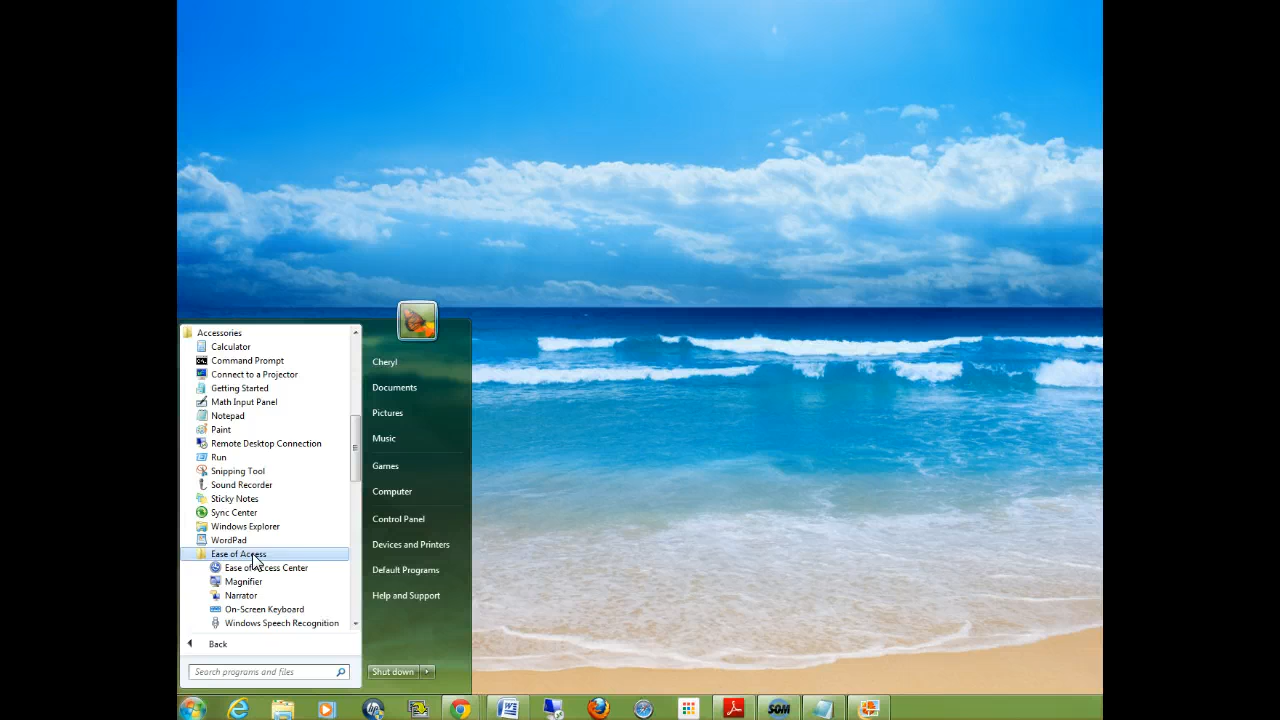 Accessories
Calculator
Command Prompt
Connect to a Projector
Getting Started
Math Input Panel
Notepad
Paint
Remote Desktop Connection
Run
Snipping Tool
Sound Recorder
Sticky Notes
Sync Center
Windows Explorer
WordPad
Ease of Access
Ease of Access Center
Magnifier
Narrator
On-Screen Keyboard
Windows Speech Recognition
Back
Search programs and files
Cheryl
Documents
Pictures
Music
Games
Computer
Control Panel
Devices and Printers
Default Programs
Help and Support
Shut down
SGM